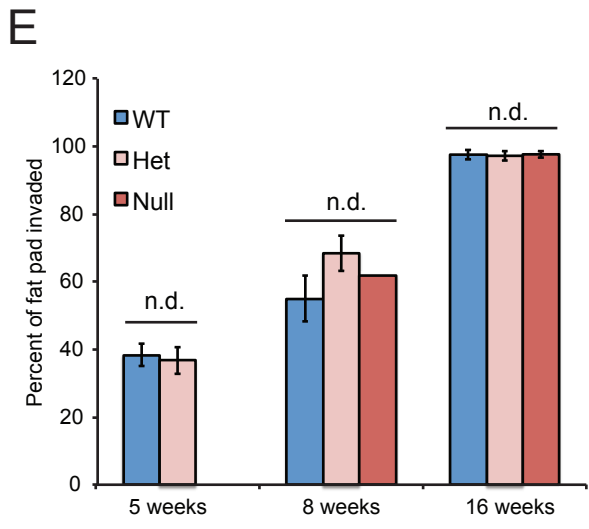 E
120
100
80
60
40
20
0
Percent of fat pad invaded
WT
Het
Null
n.d.
n.d.
n.d.
5 weeks
8 weeks
16 weeks